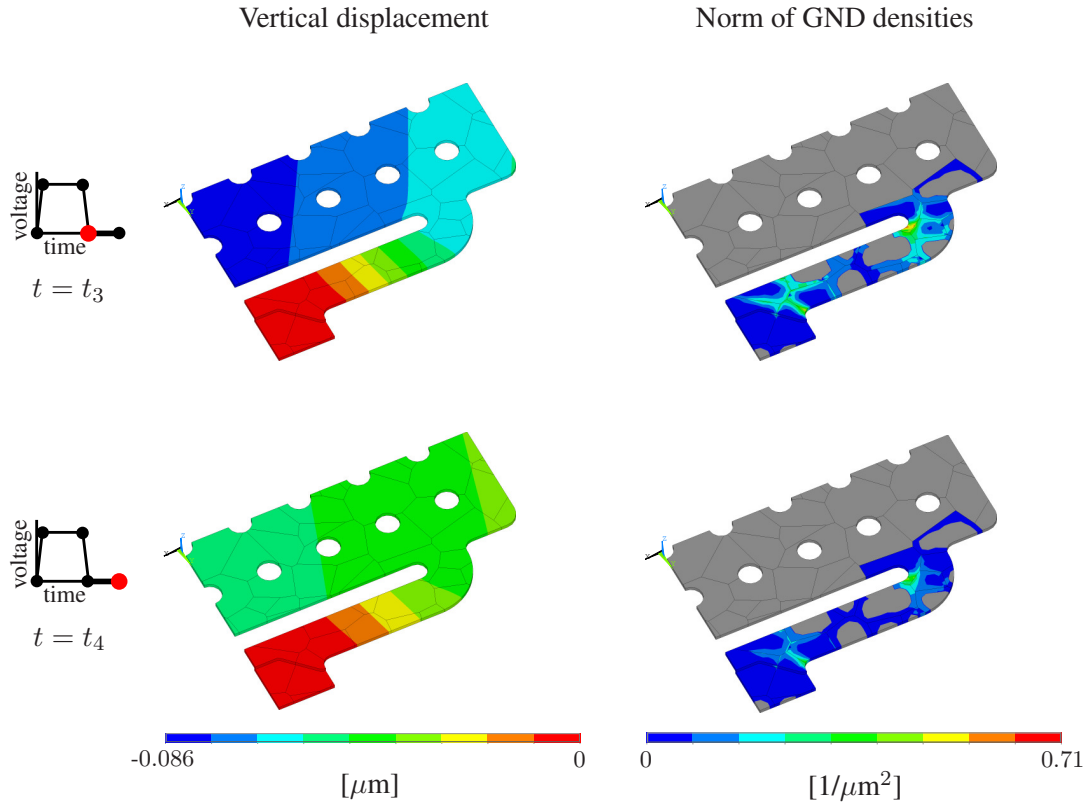 Vertical displacement
Norm of GND densities
voltage
time
t = t₃
voltage
time
t = t₄
-0.086
0
[μm]
0
0.71
[1/μm²]